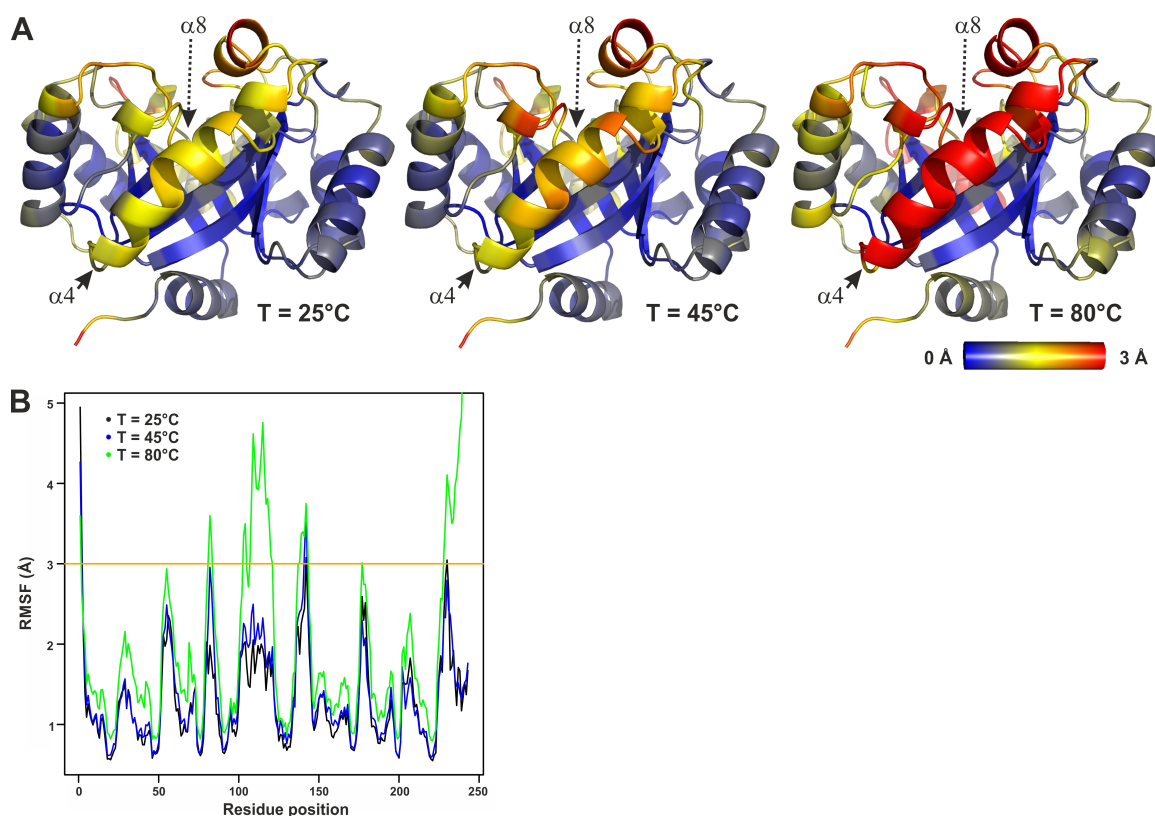 A
α8
α8
α8
α4
α4
α4
T = 25°C
T = 45°C
T = 80°C
0 Å
3 Å
B
T = 25°C
T = 45°C
T = 80°C
5
4
3
2
1
RMSF (Å)
0
50
100
150
200
250
Residue position